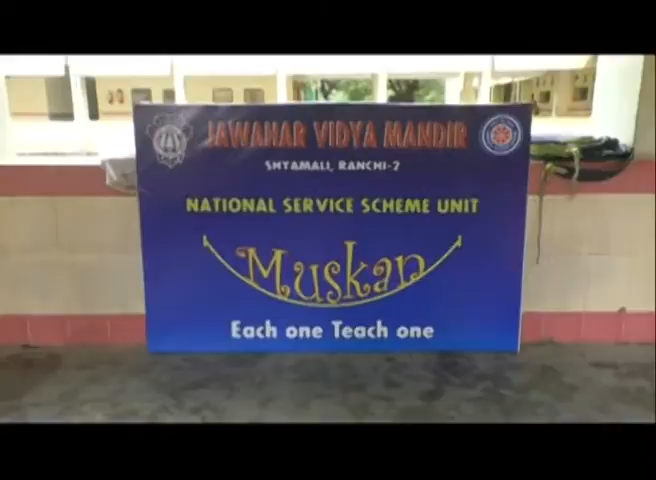 JAWAHAR VIDYA MANDIR
SHYAMALI, RANCHI-2
NATIONAL SERVICE SCHEME UNIT
Muskan
Each one Teach one